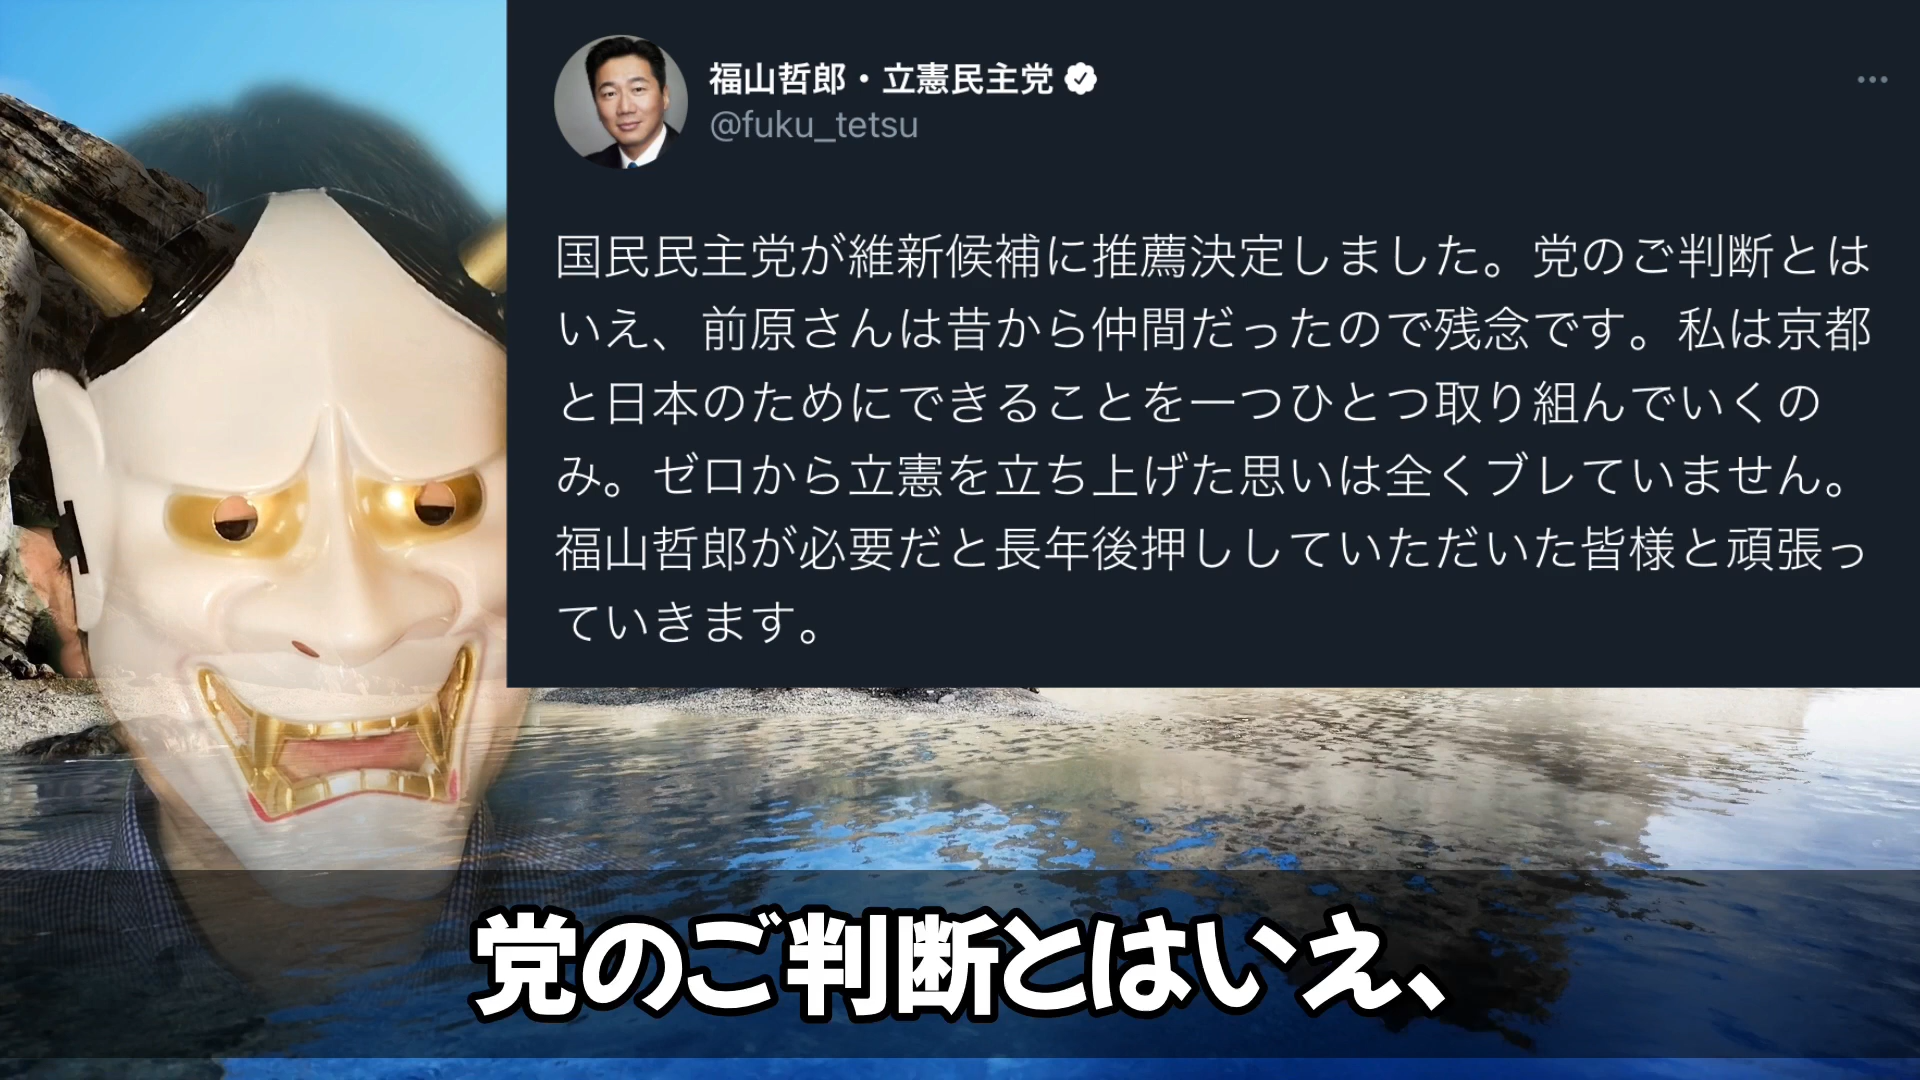 福山哲郎・立憲民主党
@fuku_tetsu
国民民主党が維新候補に推薦決定しました。党のご判断とは
いえ、前原さんは昔から仲間だったので残念です。私は京都
と日本のためにできることを一つひとつ取り組んでいくの
み。ゼロから立憲を立ち上げた思いは全くブレていません。
福山哲郎が必要だと長年後押ししていただいた皆様と頑張っ
ていきます。
党のご判断とはいえ、